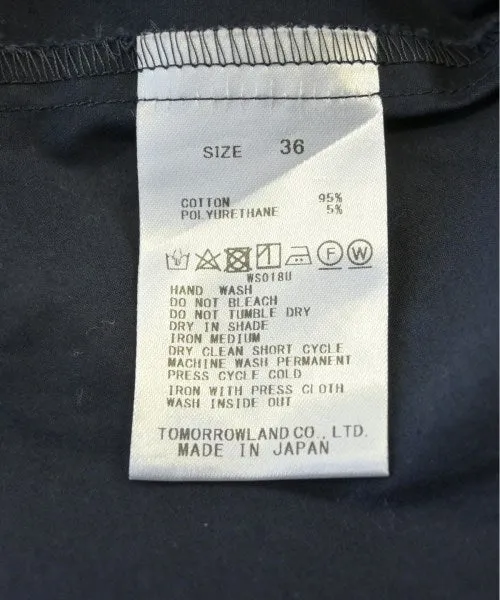 SIZE 36
COTTON 95%
POLYURETHANE 5%
F W
WS018U
HAND WASH
DO NOT BLEACH
DO NOT TUMBLE DRY
DRY IN SHADE
IRON MEDIUM
DRY CLEAN SHORT CYCLE
MACHINE WASH PERMANENT
PRESS CYCLE COLD
IRON WITH PRESS CLOTH
WASH INSIDE OUT
TOMORROWLAND CO., LTD.
MADE IN JAPAN